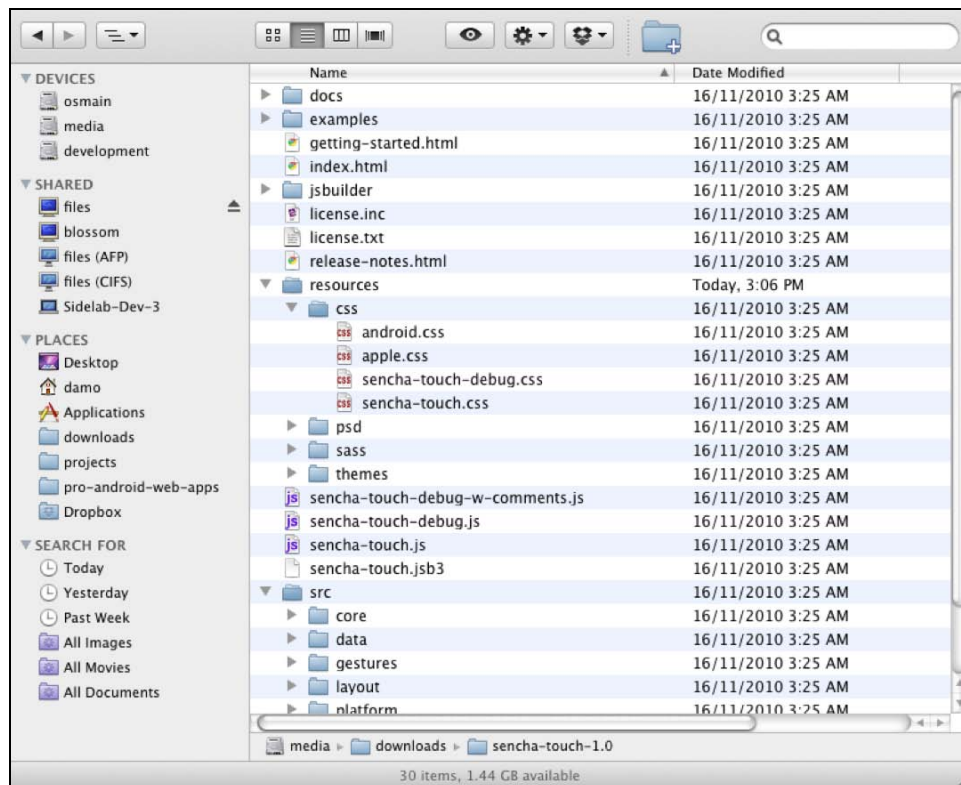 DEVICES
osmain
media
development
SHARED
files
blossom
files (AFP)
files (CIFS)
Sidelab-Dev-3
PLACES
Desktop
damo
Applications
downloads
projects
pro-android-web-apps
Dropbox
SEARCH FOR
Today
Yesterday
Past Week
All Images
All Movies
All Documents
Name Date Modified
docs 16/11/2010 3:25 AM
examples 16/11/2010 3:25 AM
getting-started.html 16/11/2010 3:25 AM
index.html 16/11/2010 3:25 AM
jsbuilder 16/11/2010 3:25 AM
license.inc 16/11/2010 3:25 AM
license.txt 16/11/2010 3:25 AM
release-notes.html 16/11/2010 3:25 AM
resources Today, 3:06 PM
css 16/11/2010 3:25 AM
css android.css 16/11/2010 3:25 AM
css apple.css 16/11/2010 3:25 AM
css sencha-touch-debug.css 16/11/2010 3:25 AM
css sencha-touch.css 16/11/2010 3:25 AM
psd 16/11/2010 3:25 AM
sass 16/11/2010 3:25 AM
themes 16/11/2010 3:25 AM
js sencha-touch-debug-w-comments.js 16/11/2010 3:25 AM
js sencha-touch-debug.js 16/11/2010 3:25 AM
js sencha-touch.js 16/11/2010 3:25 AM
sencha-touch.jsb3 16/11/2010 3:25 AM
src 16/11/2010 3:25 AM
core 16/11/2010 3:25 AM
data 16/11/2010 3:25 AM
gestures 16/11/2010 3:25 AM
layout 16/11/2010 3:25 AM
platform 16/11/2010 3:25 AM
media downloads sencha-touch-1.0
30 items, 1.44 GB available